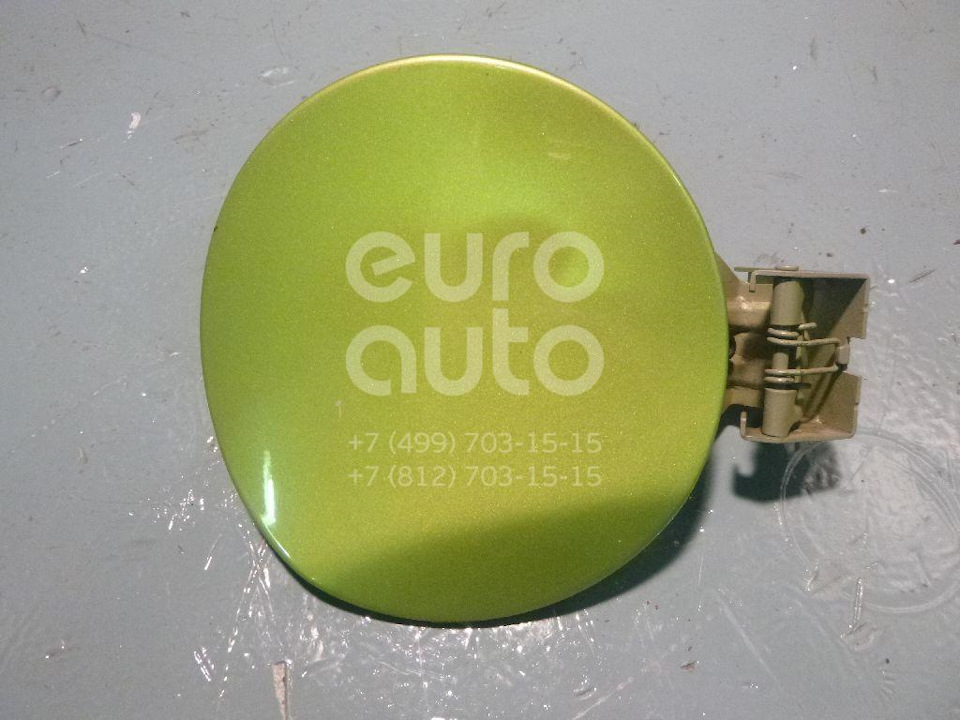 euro
auto
+7 (499) 703-15-15
+7 (812) 703-15-15